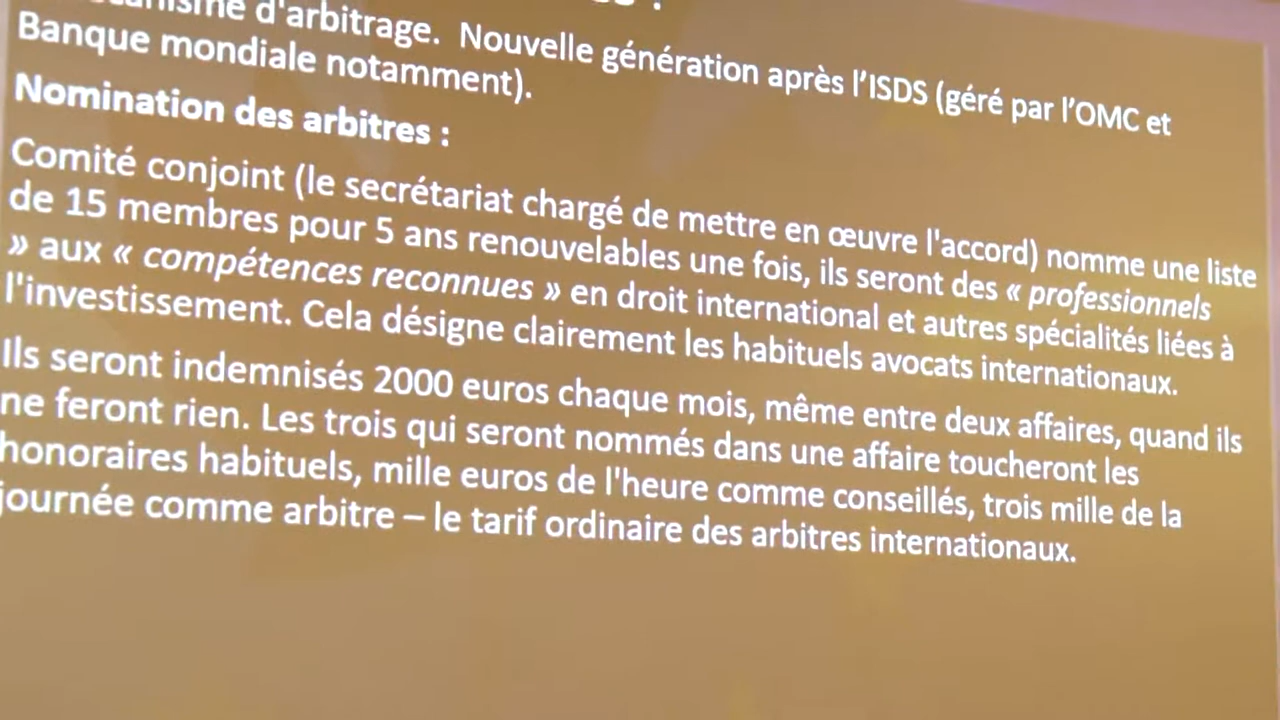 d'arbitrage. Nouvelle génération après l'ISDS (géré par l'OMC et
Banque mondiale notamment).
Nomination des arbitres :
Comité conjoint (le secrétariat chargé de mettre en œuvre l'accord) nomme une liste
de 15 membres pour 5 ans renouvelables une fois, ils seront des « professionnels
» aux « compétences reconnues » en droit international et autres spécialités liées à
l'investissement. Cela désigne clairement les habituels avocats internationaux.
Ils seront indemnisés 2000 euros chaque mois, même entre deux affaires, quand ils
ne feront rien. Les trois qui seront nommés dans une affaire toucheront les
honoraires habituels, mille euros de l'heure comme conseillés, trois mille de la
journée comme arbitre – le tarif ordinaire des arbitres internationaux.